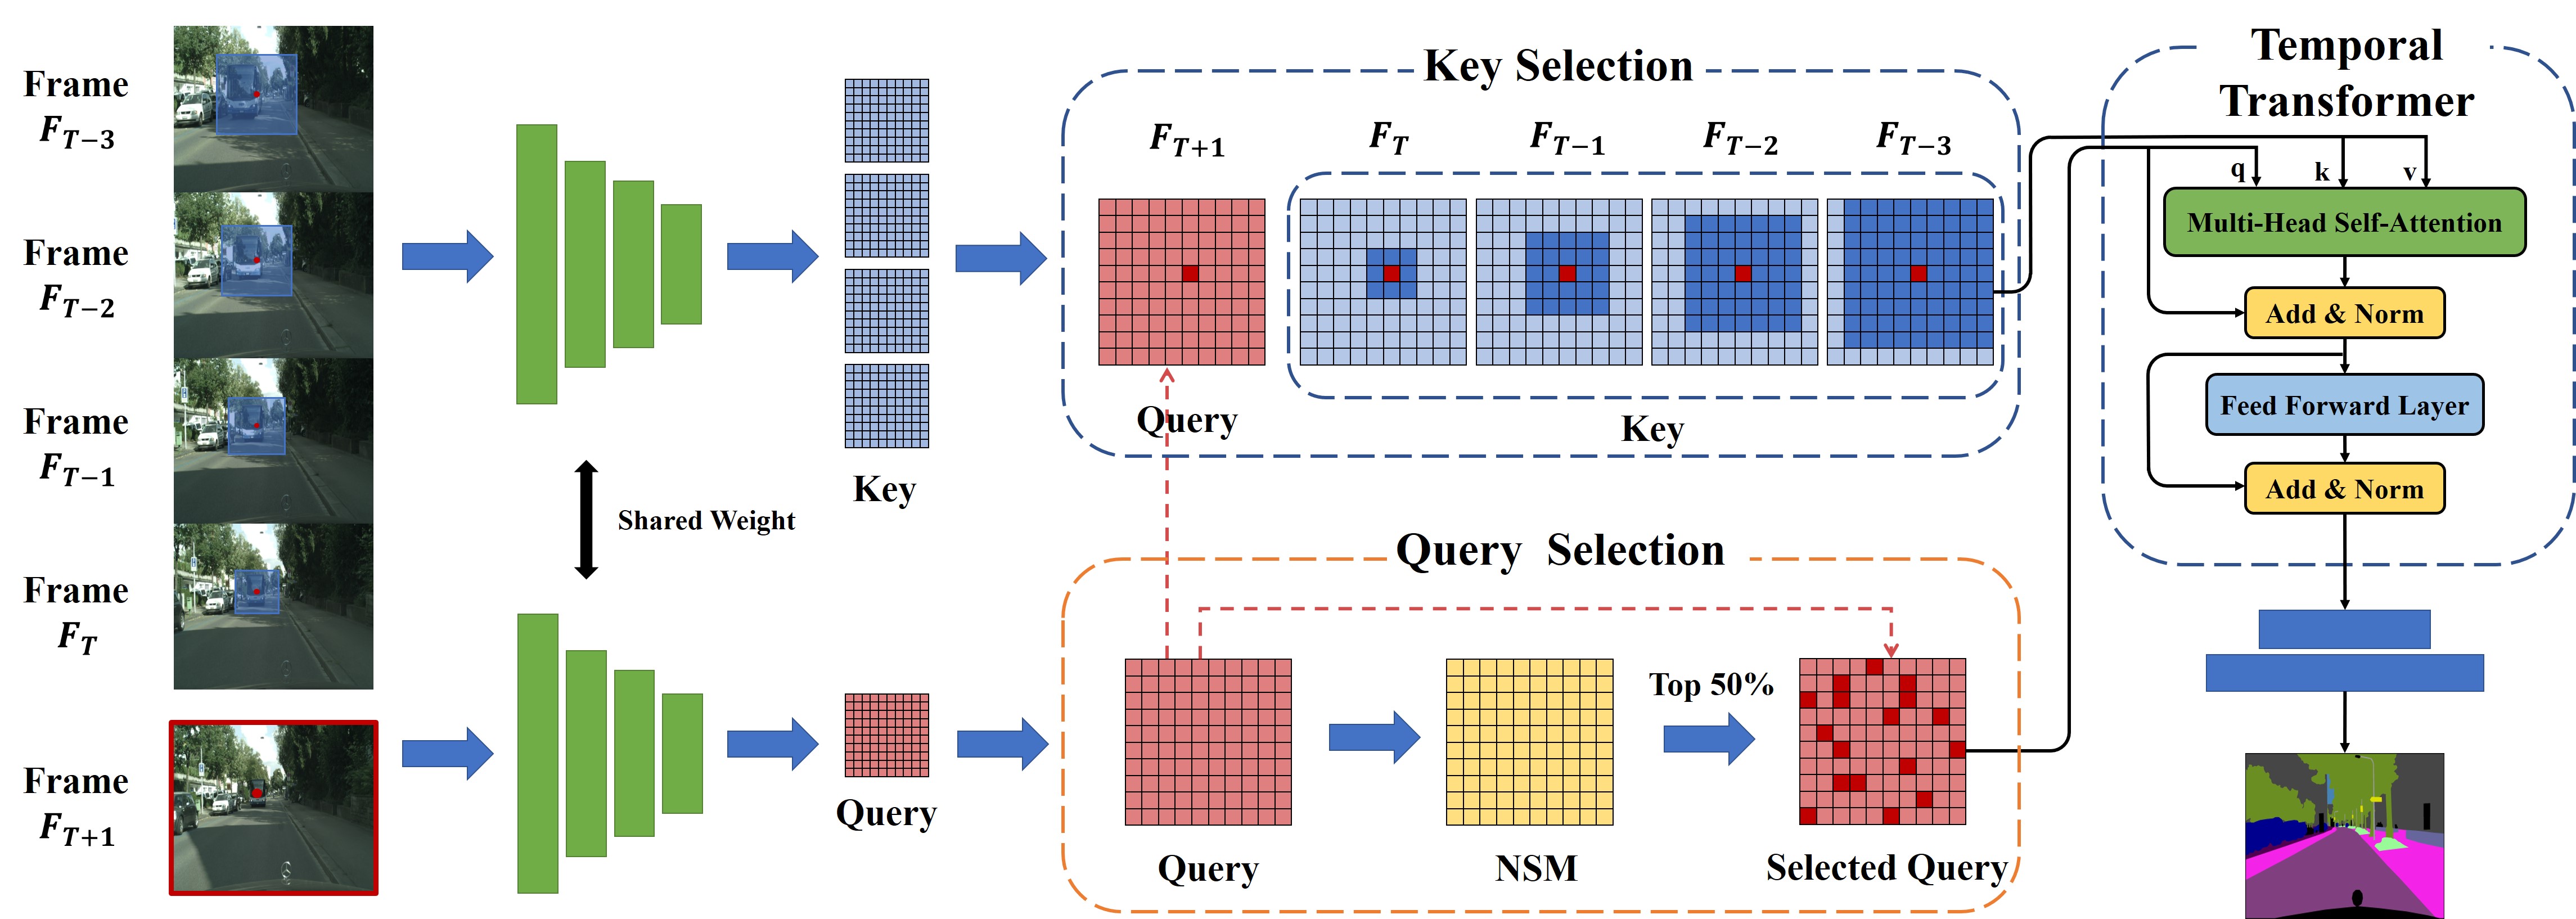 Frame
F_{T-3}
Frame
F_{T-2}
Frame
F_{T-1}
Frame
F_T
Frame
F_{T+1}
Shared Weight
Key
Query
Key Selection
F_{T+1}
F_T
F_{T-1}
F_{T-2}
F_{T-3}
Query
Key
Query Selection
Top 50%
Query
NSM
Selected Query
Temporal
Transformer
q
k
v
Multi-Head Self-Attention
Add & Norm
Feed Forward Layer
Add & Norm